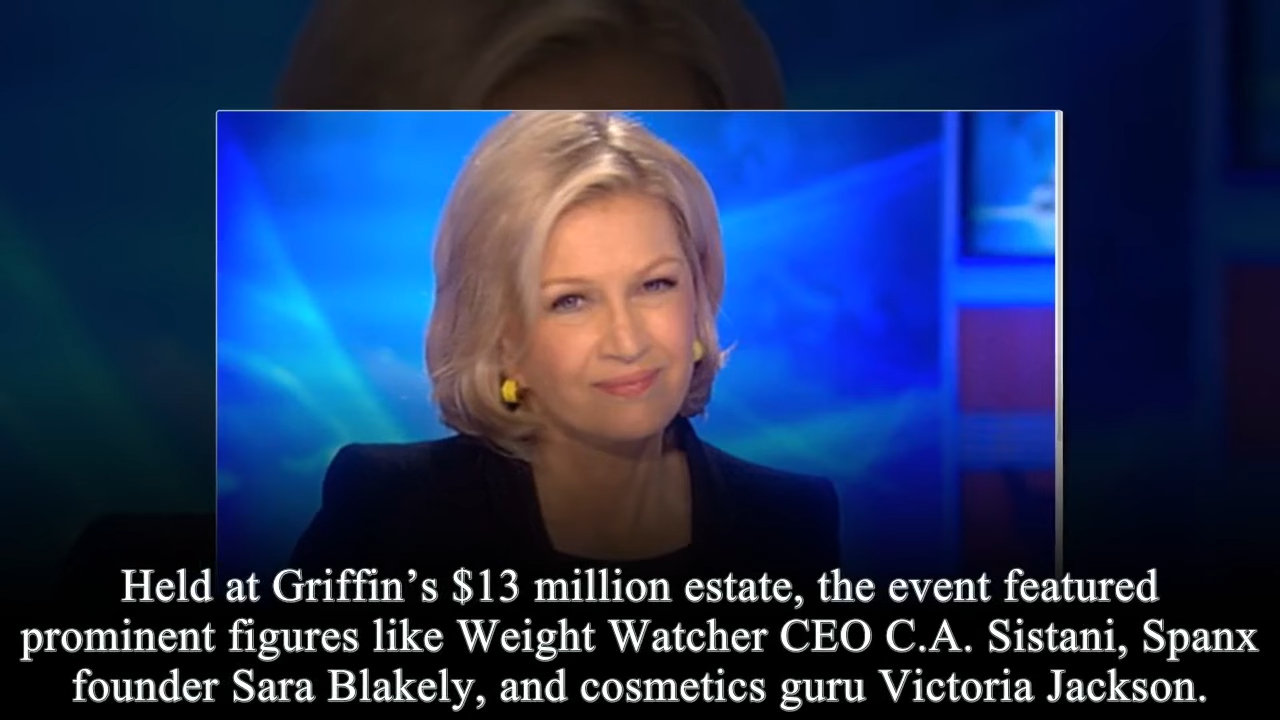 Held at Griffin’s $13 million estate, the event featured
prominent figures like Weight Watcher CEO C.A. Sistani, Spanx
founder Sara Blakely, and cosmetics guru Victoria Jackson.